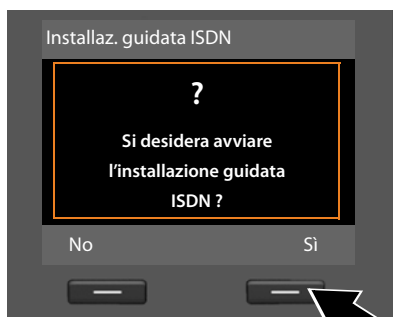 Installaz. guidata ISDN
?
Si desidera avviare
l'installazione guidata
ISDN ?
No Sì